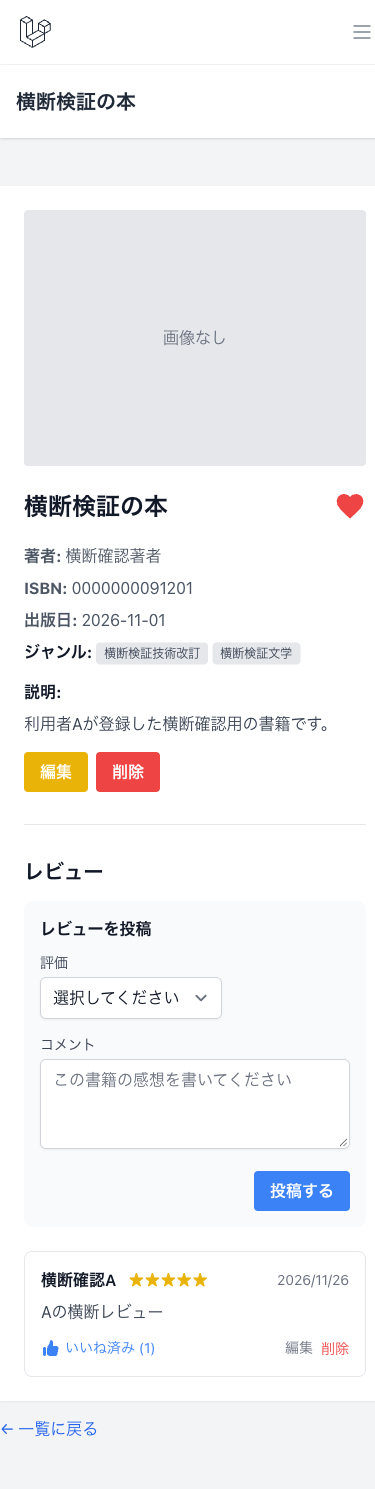 横断検証の本
画像なし
横断検証の本
著者: 横断確認著者
ISBN: 0000000091201
出版日: 2026-11-01
ジャンル: 横断検証技術改訂 横断検証文学
説明:
利用者Aが登録した横断確認用の書籍です。
編集 削除
レビュー
レビューを投稿
評価
選択してください
コメント
この書籍の感想を書いてください
投稿する
横断確認A ★★★★★ 2026/11/26
Aの横断レビュー
いいね済み (1) 編集 削除
← 一覧に戻る